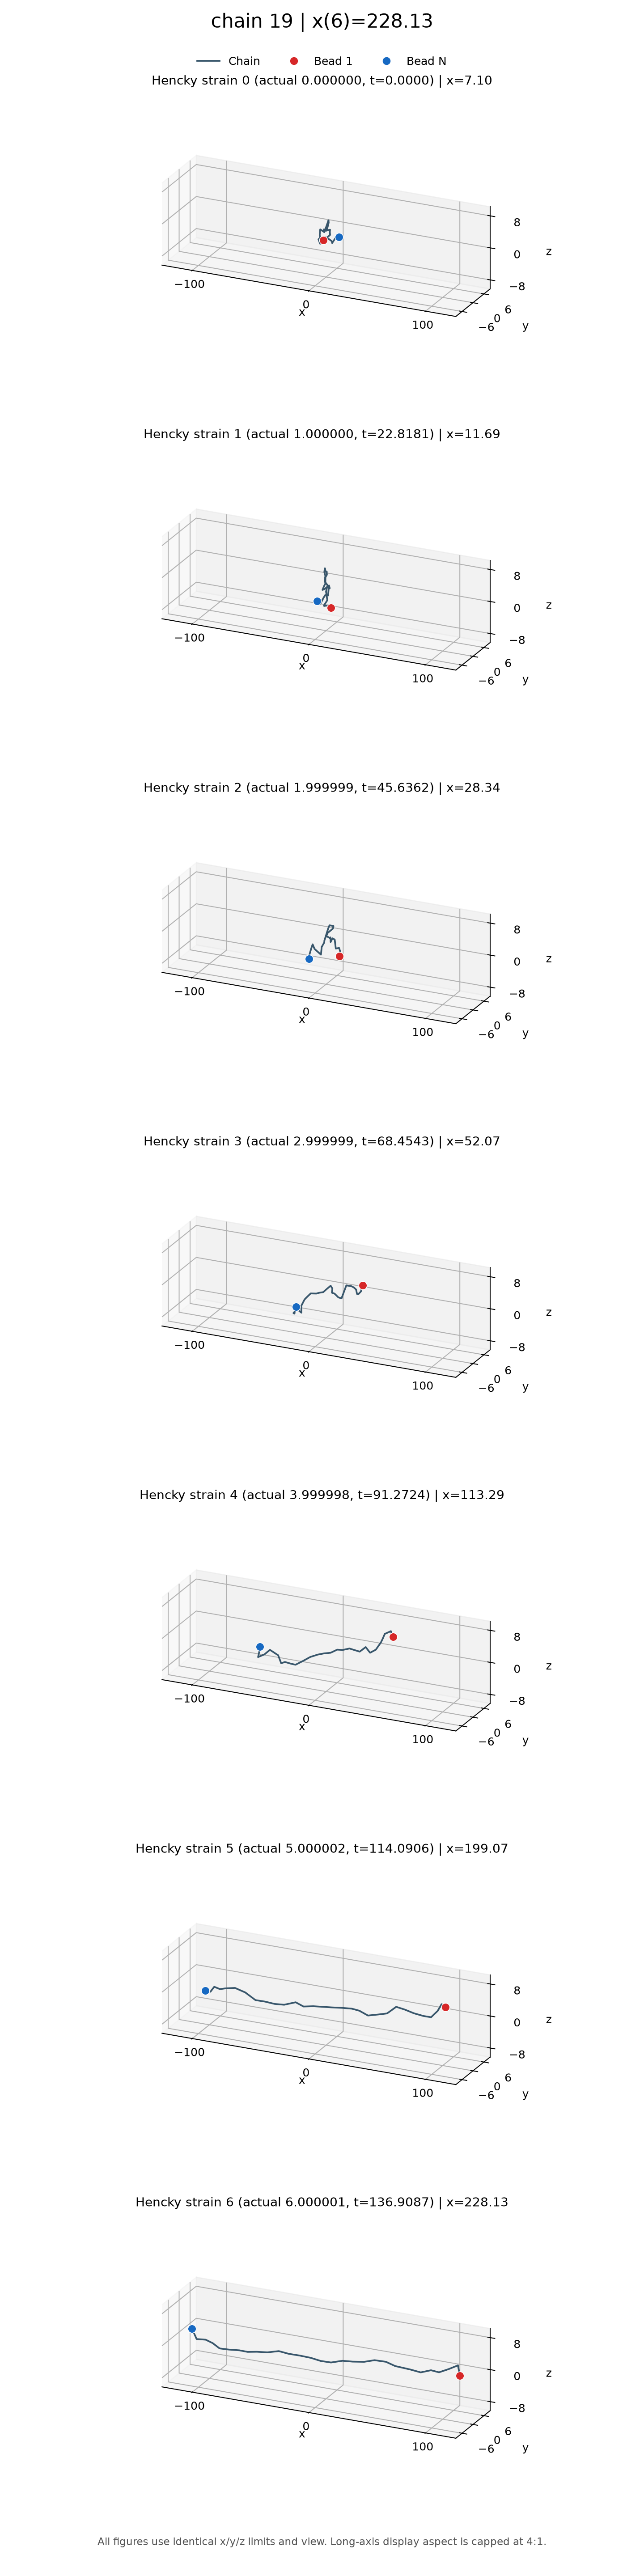 chain 19 | x(6)=228.13
Chain
Bead 1
Bead N
Hencky strain 0 (actual 0.000000, t=0.0000) | x=7.10
8
0
−8
z
−100
0
100
x
−6
0
6
y
Hencky strain 1 (actual 1.000000, t=22.8181) | x=11.69
8
0
−8
z
−100
0
100
x
−6
0
6
y
Hencky strain 2 (actual 1.999999, t=45.6362) | x=28.34
8
0
−8
z
−100
0
100
x
−6
0
6
y
Hencky strain 3 (actual 2.999999, t=68.4543) | x=52.07
8
0
−8
z
−100
0
100
x
−6
0
6
y
Hencky strain 4 (actual 3.999998, t=91.2724) | x=113.29
8
0
−8
z
−100
0
100
x
−6
0
6
y
Hencky strain 5 (actual 5.000002, t=114.0906) | x=199.07
8
0
−8
z
−100
0
100
x
−6
0
6
y
Hencky strain 6 (actual 6.000001, t=136.9087) | x=228.13
8
0
−8
z
−100
0
100
x
−6
0
6
y
All figures use identical x/y/z limits and view. Long-axis display aspect is capped at 4:1.